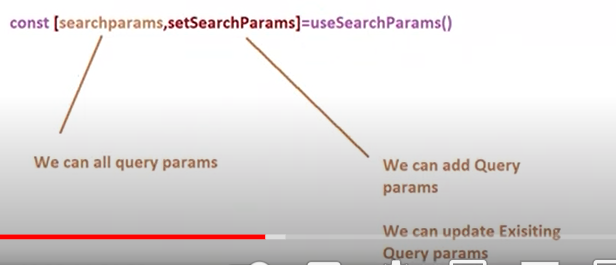 const [searchparams,setSearchParams]=useSearchParams()
We can all query params
We can add Query
params
We can update Exisiting
Query params